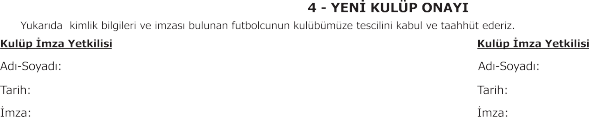 4 - YENİ KULÜP ONAYI
Yukarıda kimlik bilgileri ve imzası bulunan futbolcunun kulübümüze tescilini kabul ve taahhüt ederiz.
Kulüp İmza Yetkilisi Kulüp İmza Yetkilisi
Adı-Soyadı: Adı-Soyadı:
Tarih: Tarih:
İmza: İmza: